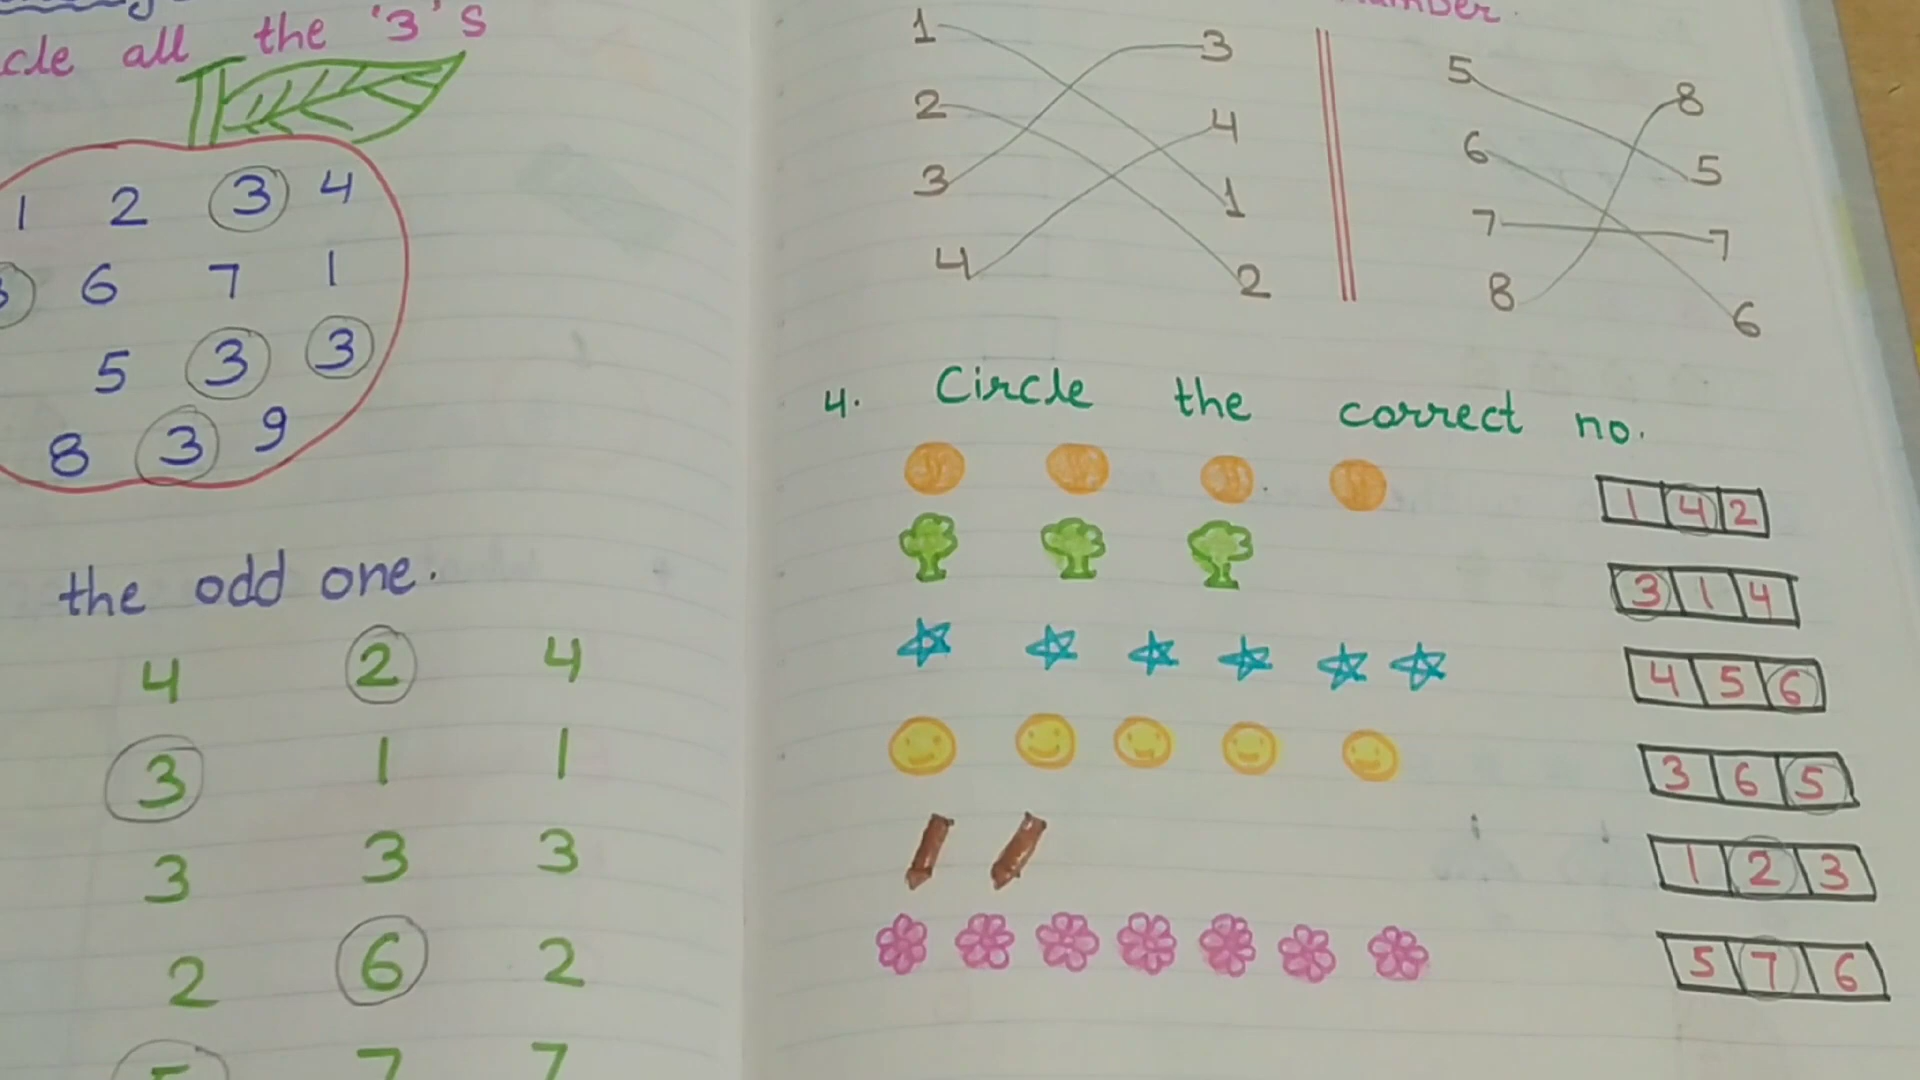 cle all the '3's
1 2 3 4
6 7 1
5 3 3
8 3 9
the odd one.
4 2 4
3 1 1
3 3 3
2 6 2
5 7 7
number.
1 3
2 4
3 1
4 2
5 8
6 5
7 7
8 6
4. Circle the correct no.
1 4 2
3 1 4
4 5 6
3 6 5
1 2 3
5 7 6